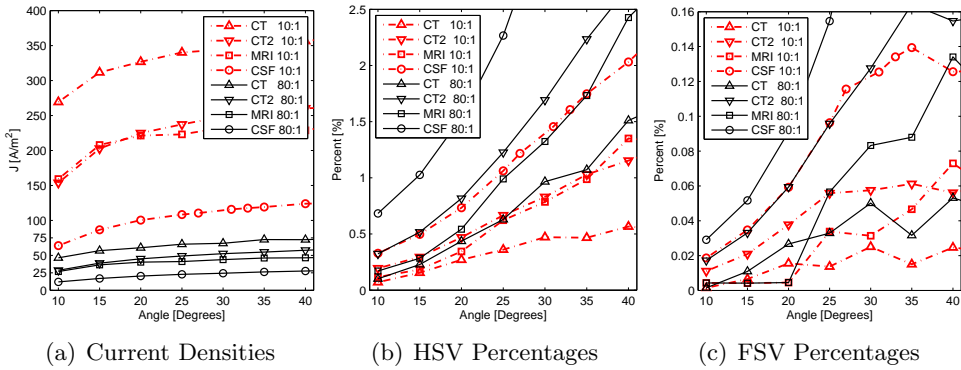 400
350
300
250
200
150
100
75
50
25
0
J [A/m²]
CT 10:1
CT2 10:1
MRI 10:1
CSF 10:1
CT 80:1
CT2 80:1
MRI 80:1
CSF 80:1
10 15 20 25 30 35 40
Angle [Degrees]
(a) Current Densities
2.5
2
1.5
1
0.5
0
Percent [%]
CT 10:1
CT2 10:1
MRI 10:1
CSF 10:1
CT 80:1
CT2 80:1
MRI 80:1
CSF 80:1
10 15 20 25 30 35 40
Angle [Degrees]
(b) HSV Percentages
0.16
0.14
0.12
0.1
0.08
0.06
0.04
0.02
0
Percent [%]
CT 10:1
CT2 10:1
MRI 10:1
CSF 10:1
CT 80:1
CT2 80:1
MRI 80:1
CSF 80:1
10 15 20 25 30 35 40
Angle [Degrees]
(c) FSV Percentages